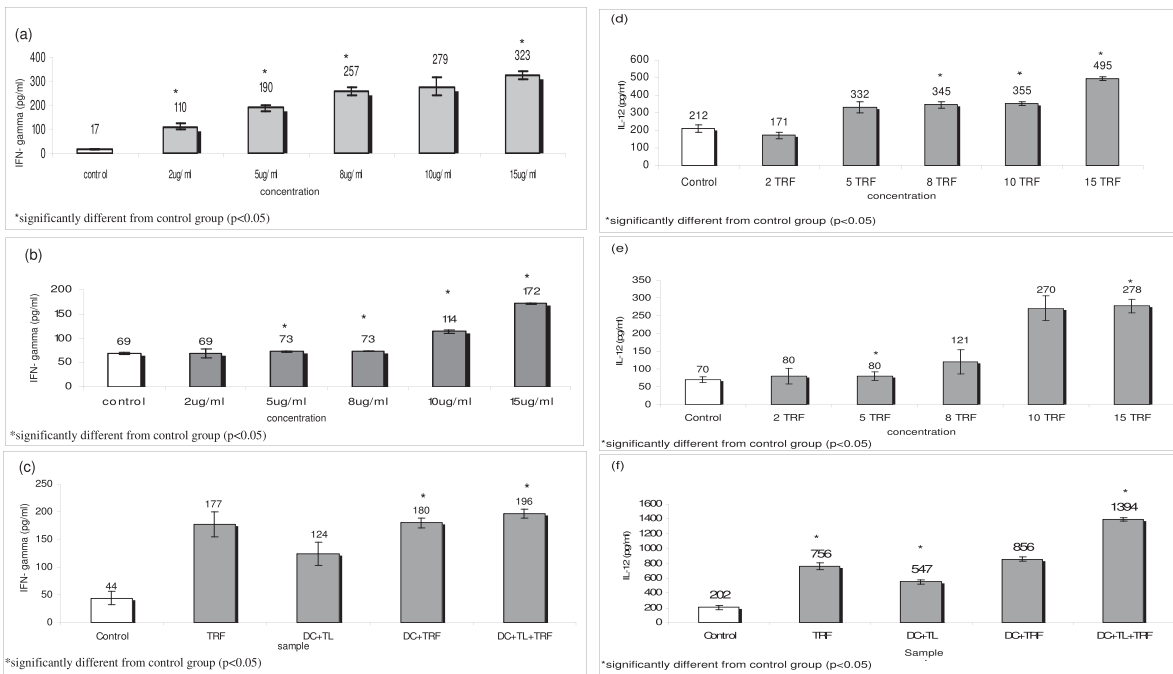 (a)
IFN- gamma (pg/ml)
400
300
200
100
0
17
*
110
*
190
*
257
279
*
323
control
2ug/ml
5ug/ml
8ug/ml
10ug/ml
15ug/ml
concentration
*significantly different from control group (p<0.05)
(b)
IFN- gamma (pg/ml)
200
150
100
50
0
69
69
*
73
*
73
*
114
*
172
control
2ug/ml
5ug/ml
8ug/ml
10ug/ml
15ug/ml
concentration
*significantly different from control group (p<0.05)
(c)
IFN- gamma (pg/ml)
250
200
150
100
50
0
44
177
124
*
180
*
196
Control
TRF
DC+TL
DC+TRF
DC+TL+TRF
sample
*significantly different from control group (p<0.05)
(d)
IL-12 (pg/ml)
600
500
400
300
200
100
0
212
171
332
*
345
*
355
*
495
Control
2 TRF
5 TRF
8 TRF
10 TRF
15 TRF
concentration
*significantly different from control group (p<0.05)
(e)
IL-12 (pg/ml)
350
300
250
200
150
100
50
0
70
80
*
80
121
270
*
278
Control
2 TRF
5 TRF
8 TRF
10 TRF
15 TRF
concentration
*significantly different from control group (p<0.05)
(f)
IL-12 (pg/ml)
1600
1400
1200
1000
800
600
400
200
0
202
*
756
*
547
856
*
1394
Control
TRF
DC+TL
DC+TRF
DC+TL+TRF
Sample
*significantly different from control group (p<0.05)